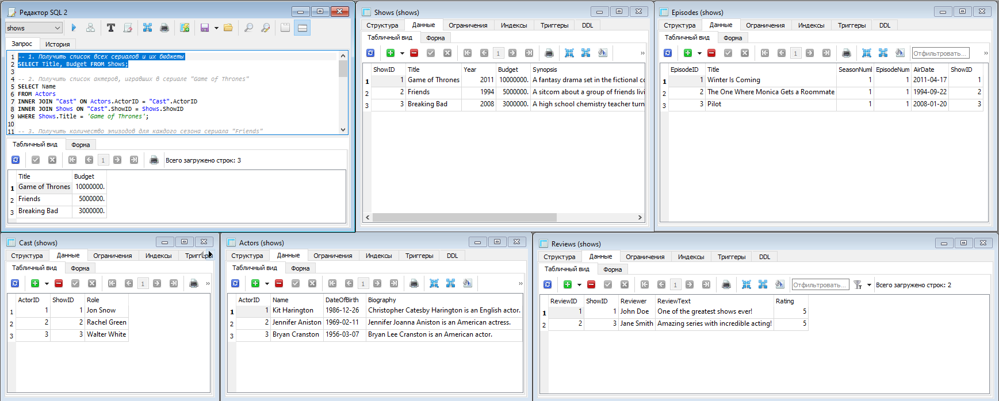 Редактор SQL 2
shows
Запрос История
1 -- 1. Получить список всех сериалов и их бюджеты
2 SELECT Title, Budget FROM Shows;
3
4 -- 2. Получить список актеров, игравших в сериале "Game of Thrones"
5 SELECT Name
6 FROM Actors
7 INNER JOIN "Cast" ON Actors.ActorID = "Cast".ActorID
8 INNER JOIN Shows ON "Cast".ShowID = Shows.ShowID
9 WHERE Shows.Title = 'Game of Thrones';
10
11 -- 3. Получить количество эпизодов для каждого сезона сериала "Friends"
Табличный вид Форма
1 Всего загружено строк: 3
Title Budget
1 Game of Thrones 10000000.
2 Friends 5000000.
3 Breaking Bad 3000000.
Shows (shows)
Структура Данные Ограничения Индексы Триггеры DDL
Табличный вид Форма
1 »
ShowID Title Year Budget Synopsis
1 1 Game of Thrones 2011 10000000. A fantasy drama set in the fictional co
2 2 Friends 1994 5000000. A sitcom about a group of friends livi
3 3 Breaking Bad 2008 3000000. A high school chemistry teacher turn
Episodes (shows)
Структура Данные Ограничения Индексы Триггеры DDL
Табличный вид Форма
1 Отфильтровать... »
EpisodeID Title SeasonNuml EpisodeNum AirDate ShowID
1 1 Winter Is Coming 1 1 2011-04-17 1
2 2 The One Where Monica Gets a Roommate 1 1 1994-09-22 2
3 3 Pilot 1 1 2008-01-20 3
Cast (shows)
Структура Данные Ограничения Индексы Триггеры
Табличный вид Форма
1 »
ActorID ShowID Role
1 1 1 Jon Snow
2 2 2 Rachel Green
3 3 3 Walter White
Actors (shows)
Структура Данные Ограничения Индексы Триггеры DDL
Табличный вид Форма
1 »
ActorID Name DateOfBirth Biography
1 1 Kit Harington 1986-12-26 Christopher Catesby Harington is an English actor.
2 2 Jennifer Aniston 1969-02-11 Jennifer Joanna Aniston is an American actress.
3 3 Bryan Cranston 1956-03-07 Bryan Lee Cranston is an American actor.
Reviews (shows)
Структура Данные Ограничения Индексы Триггеры DDL
Табличный вид Форма
1 Отфильтровать... Всего загружено строк: 2
ReviewID ShowID Reviewer ReviewText Rating
1 1 1 John Doe One of the greatest shows ever! 5
2 2 3 Jane Smith Amazing series with incredible acting! 5